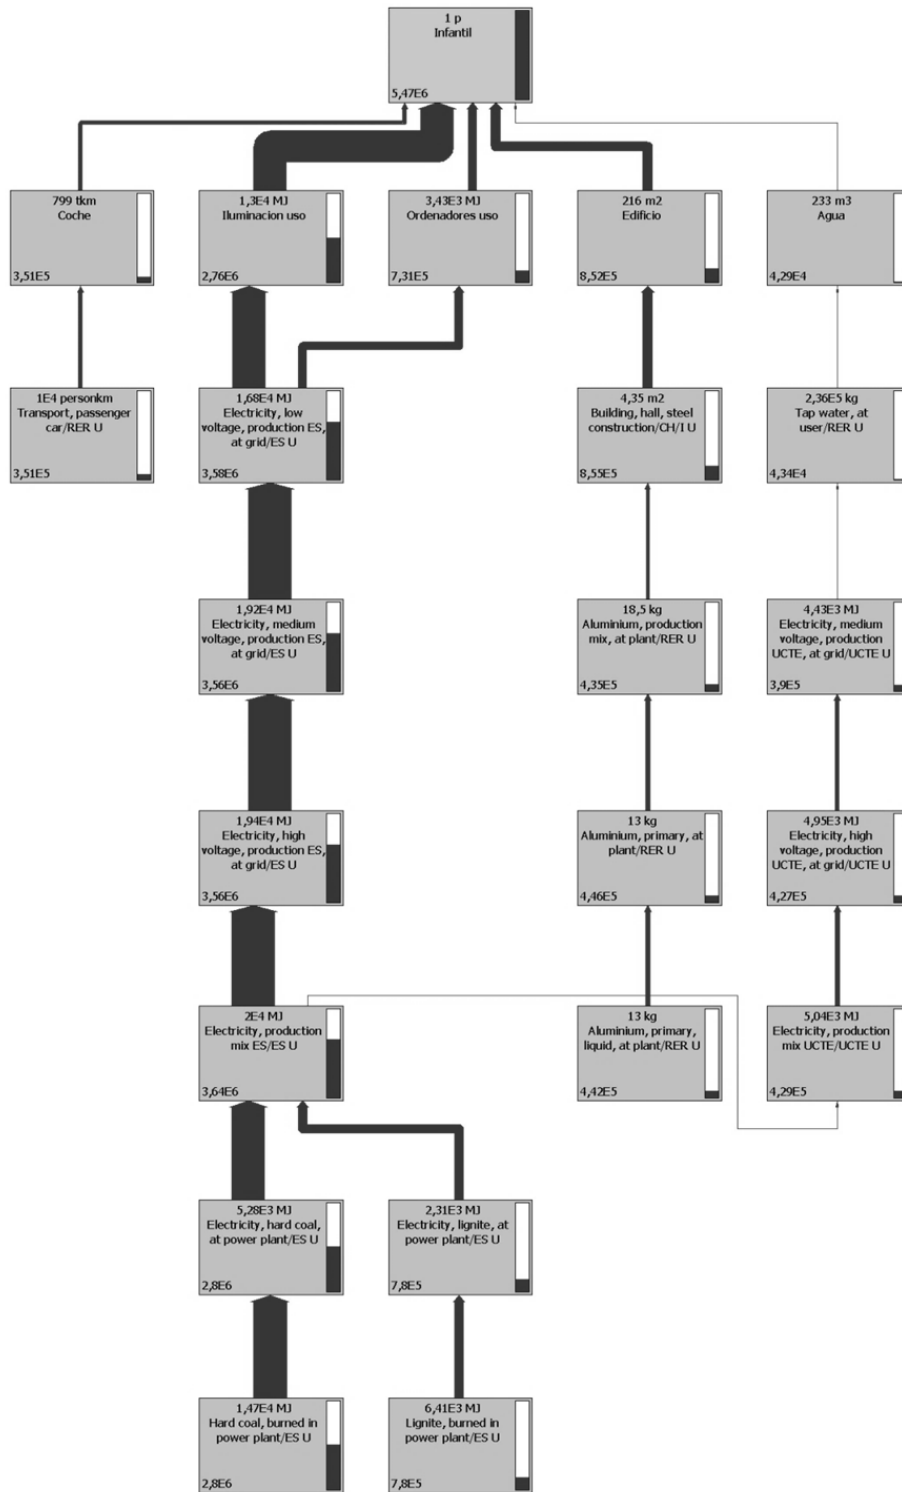 1 p
Infantil
5,47E6
799 tkm
Coche
3,51E5
1,3E4 MJ
Iluminacion uso
2,76E6
3,43E3 MJ
Ordenadores uso
7,31E5
216 m2
Edificio
8,52E5
233 m3
Agua
4,29E4
1E4 personkm
Transport, passenger
car/RER U
3,51E5
1,68E4 MJ
Electricity, low
voltage, production ES,
at grid/ES U
3,58E6
4,35 m2
Building, hall, steel
construction/CH/I U
8,55E5
2,36E5 kg
Tap water, at
user/RER U
4,34E4
1,92E4 MJ
Electricity, medium
voltage, production ES,
at grid/ES U
3,56E6
18,5 kg
Aluminium, production
mix, at plant/RER U
4,35E5
4,43E3 MJ
Electricity, medium
voltage, production
UCTE, at grid/UCTE U
3,9E5
1,94E4 MJ
Electricity, high
voltage, production ES,
at grid/ES U
3,56E6
13 kg
Aluminium, primary, at
plant/RER U
4,46E5
4,95E3 MJ
Electricity, high
voltage, production
UCTE, at grid/UCTE U
4,27E5
2E4 MJ
Electricity, production
mix ES/ES U
3,64E6
13 kg
Aluminium, primary,
liquid, at plant/RER U
4,42E5
5,04E3 MJ
Electricity, production
mix UCTE/UCTE U
4,29E5
5,28E3 MJ
Electricity, hard coal,
at power plant/ES U
2,8E6
2,31E3 MJ
Electricity, lignite, at
power plant/ES U
7,8E5
1,47E4 MJ
Hard coal, burned in
power plant/ES U
2,8E6
6,41E3 MJ
Lignite, burned in
power plant/ES U
7,8E5